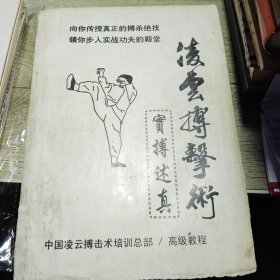 向你传授真正的搏杀绝技
领你步入实战功夫的殿堂
凌雲搏擊術
實搏述真
中国凌云搏击术培训总部 / 高级教程